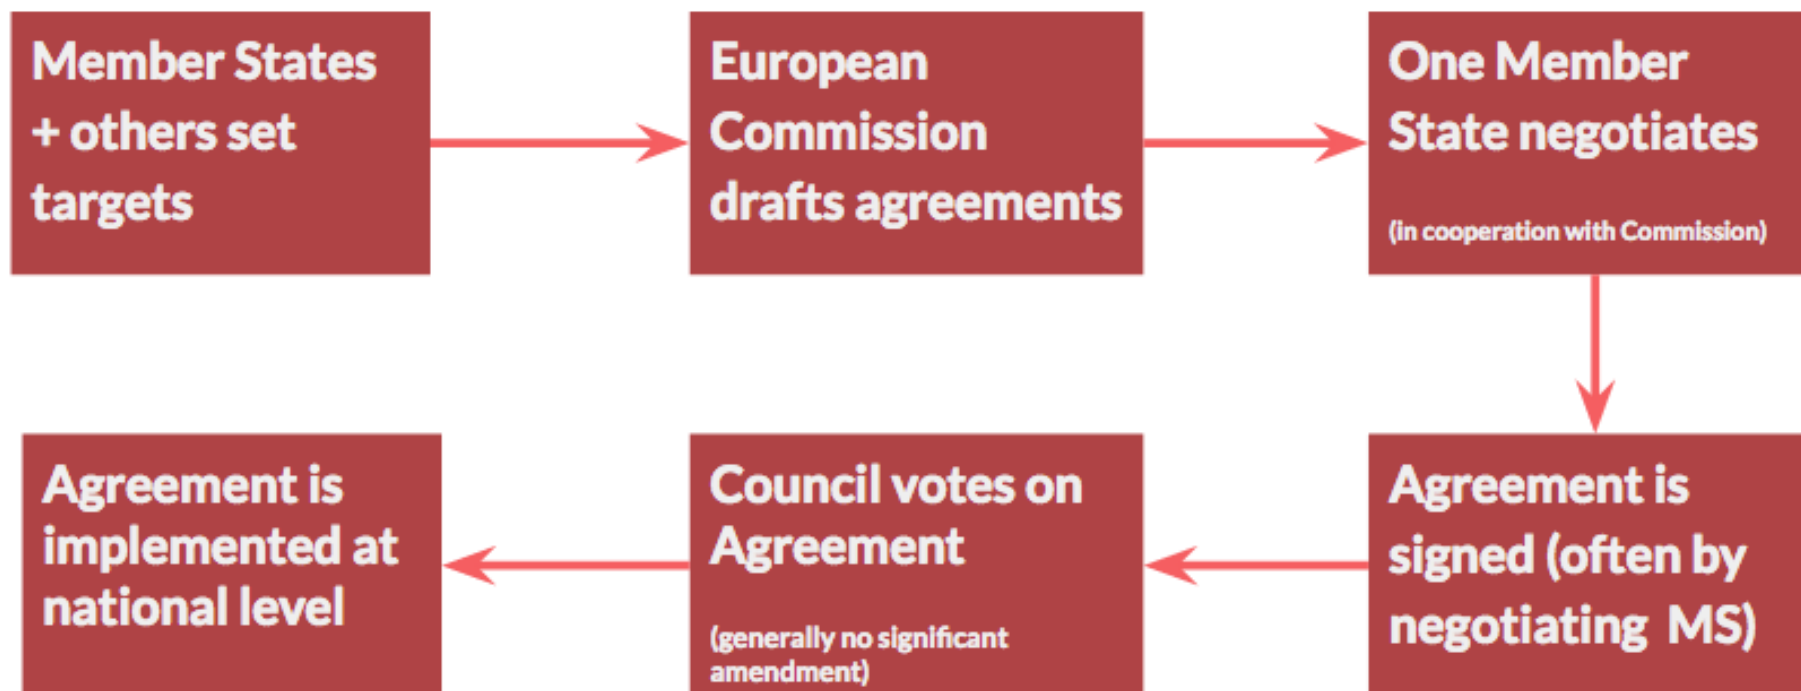 Member States
+ others set
targets
European
Commission
drafts agreements
One Member
State negotiates
(in cooperation with Commission)
Agreement is
signed (often by
negotiating MS)
Council votes on
Agreement
(generally no significant
amendment)
Agreement is
implemented at
national level